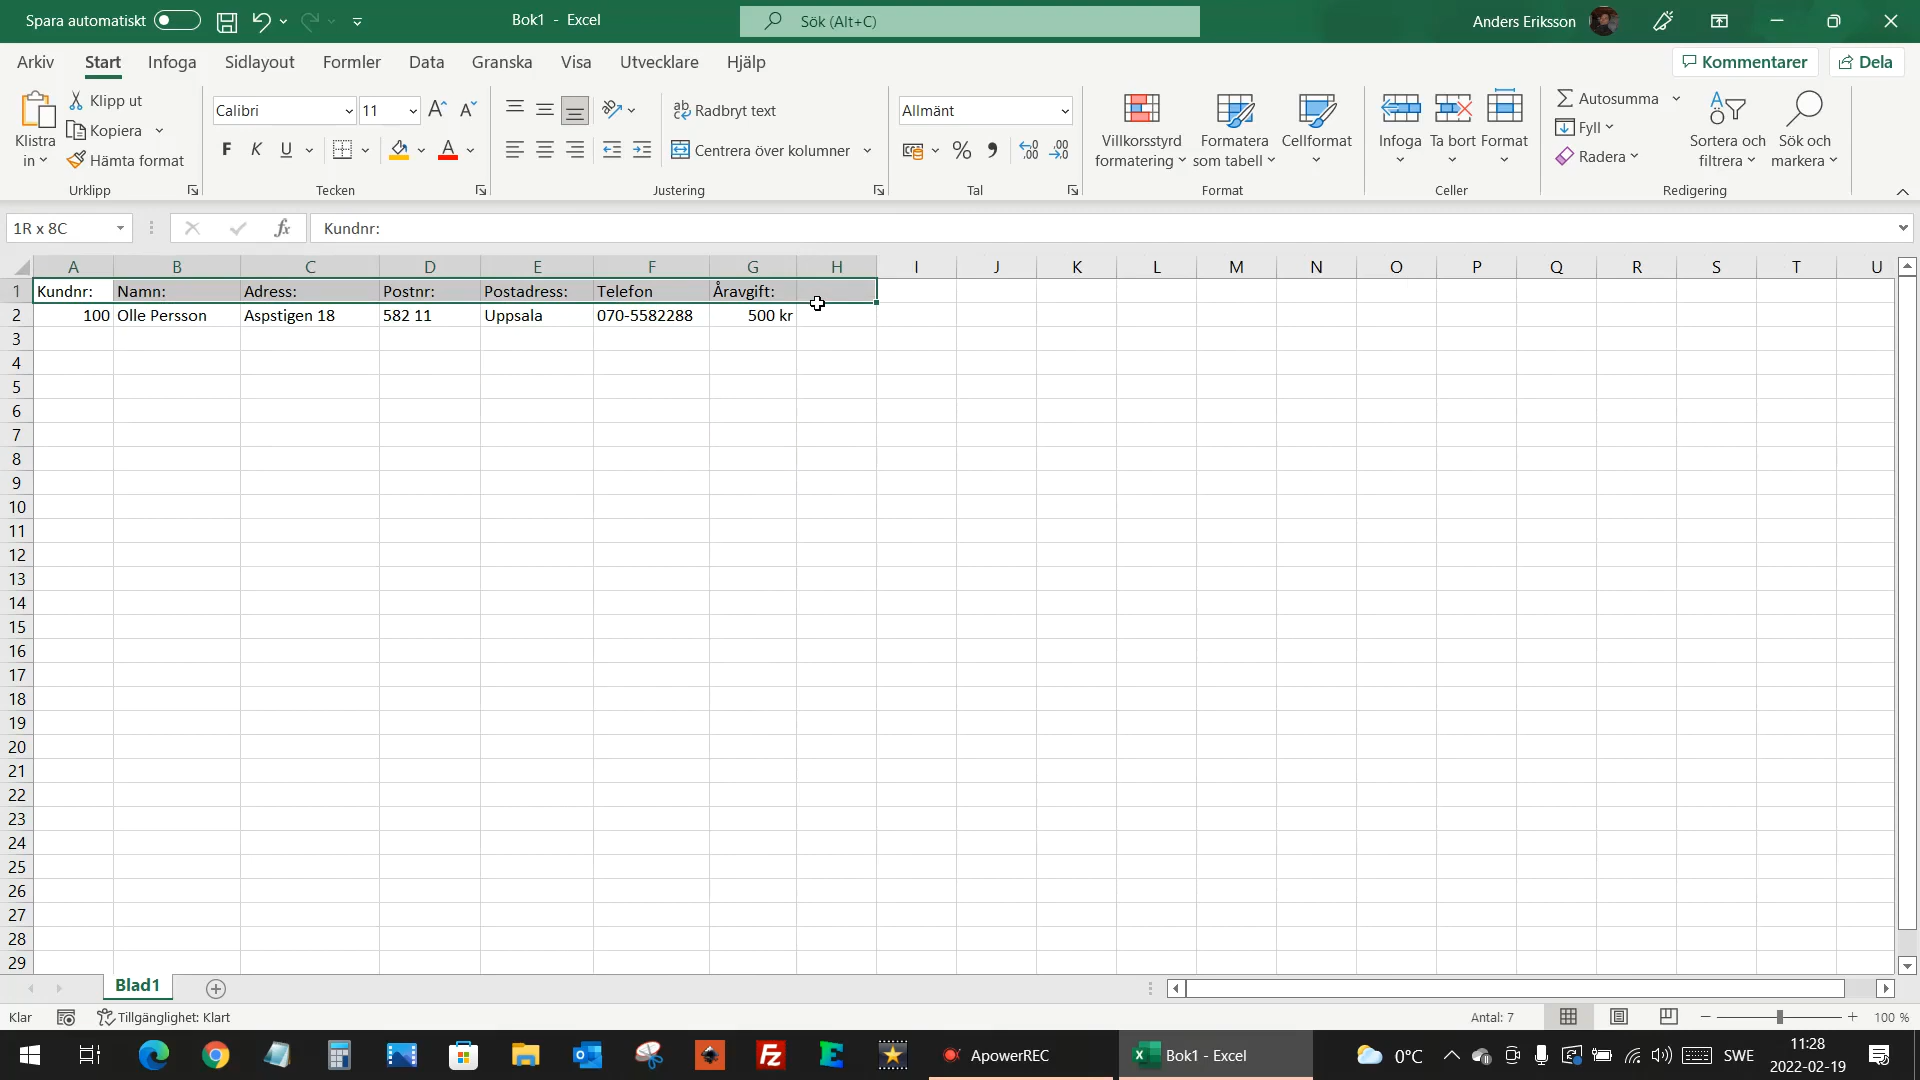 Spara automatiskt
Bok1 - Excel
Sök (Alt+C)
Anders Eriksson
Arkiv Start Infoga Sidlayout Formler Data Granska Visa Utvecklare Hjälp
Kommentarer Dela
Klistra in
Klipp ut
Kopiera
Hämta format
Calibri 11
F K U
Radbryt text
Centrera över kolumner
Allmänt
Villkorsstyrd formatering
Formatera som tabell
Cellformat
Infoga Ta bort Format
Autosumma
Fyll
Radera
Sortera och filtrera
Sök och markera
Urklipp Tecken Justering Tal Format Celler Redigering
1R x 8C
fx
Kundnr:
A B C D E F G H I J K L M N O P Q R S T U
1 Kundnr: Namn: Adress: Postnr: Postadress: Telefon Åravgift:
2 100 Olle Persson Aspstigen 18 582 11 Uppsala 070-5582288 500 kr
3
4
5
6
7
8
9
10
11
12
13
14
15
16
17
18
19
20
21
22
23
24
25
26
27
28
29
Blad1
Klar
Tillgänglighet: Klart
Antal: 7
100 %
ApowerREC
Bok1 - Excel
0°C
SWE
11:28
2022-02-19